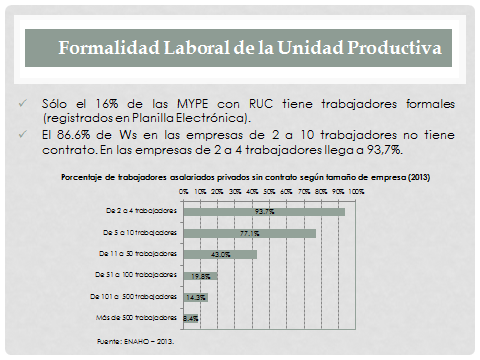 Formalidad Laboral de la Unidad Productiva
✓ Sólo el 16% de las MYPE con RUC tiene trabajadores formales
(registrados en Planilla Electrónica).
✓ El 86.6% de Ws en las empresas de 2 a 10 trabajadores no tiene
contrato. En las empresas de 2 a 4 trabajadores llega a 93,7%.
Porcentaje de trabajadores asalariados privados sin contrato según tamaño de empresa (2013)
0% 10% 20% 30% 40% 50% 60% 70% 80% 90% 100%
De 2 a 4 trabajadores 93.7%
De 5 a 10 trabajadores 77.1%
De 11 a 50 trabajadores 43.0%
De 51 a 100 trabajadores 19.8%
De 101 a 500 trabajadores 14.3%
Más de 500 trabajadores 8.4%
Fuente: ENAHO – 2013.